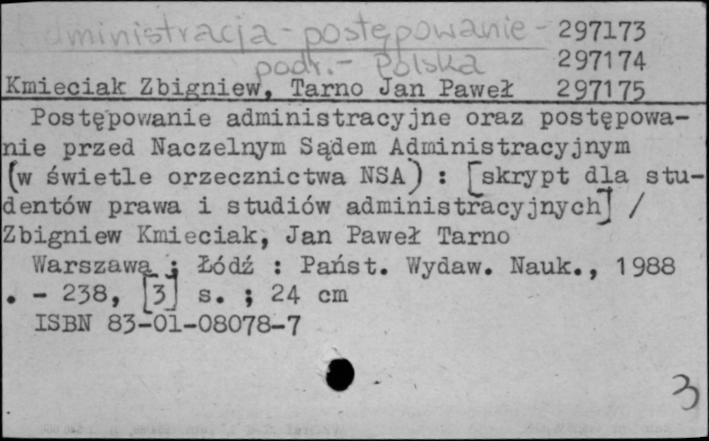 Administracja - postępowanie - 297173
podr. - Polska 297174
Kmieciak Zbigniew, Tarno Jan Paweł 297175
Postępowanie administracyjne oraz postępowa-
nie przed Naczelnym Sądem Administracyjnym
(w świetle orzecznictwa NSA) : [skrypt dla stu-
dentów prawa i studiów administracyjnych] /
Zbigniew Kmieciak, Jan Paweł Tarno
Warszawa ; Łódź : Państ. Wydaw. Nauk., 1988
. - 238, [3] s. ; 24 cm
ISBN 83-01-08078-7
3